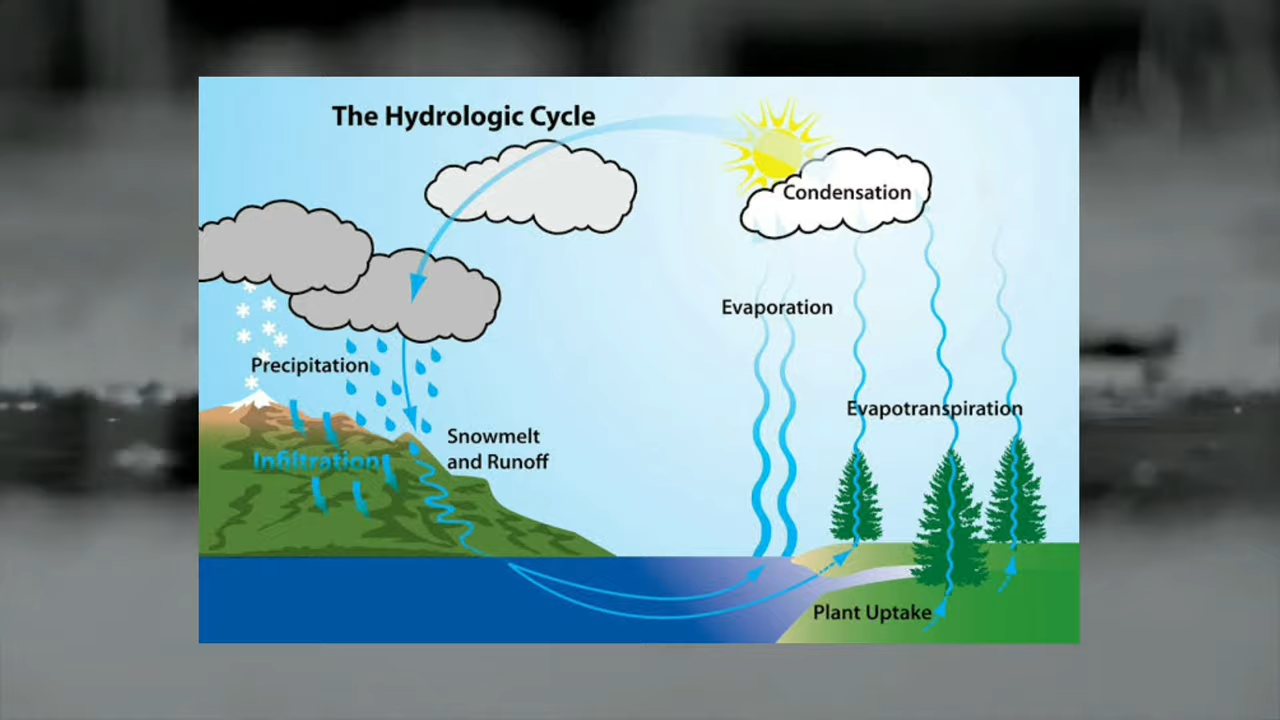 The Hydrologic Cycle
Condensation
Evaporation
Precipitation
Evapotranspiration
Snowmelt
and Runoff
Infiltration
Plant Uptake